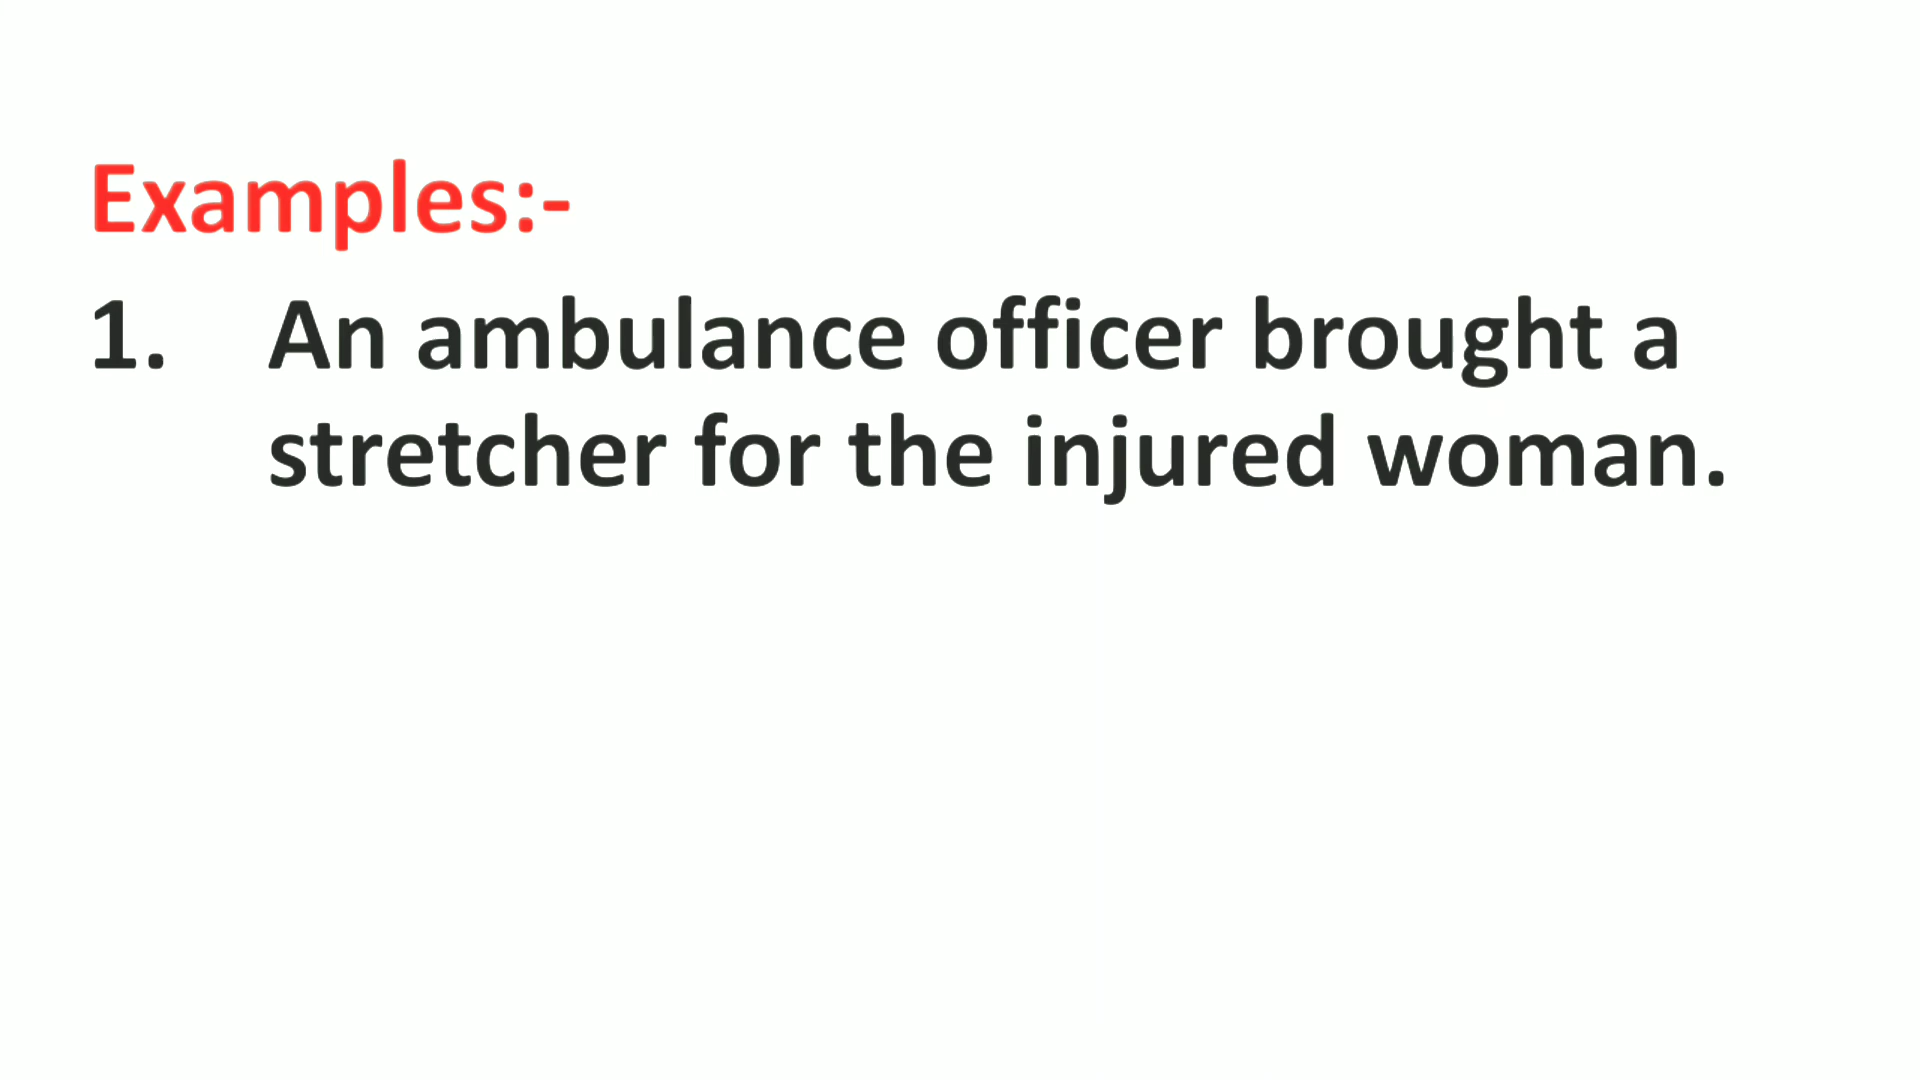 Examples:-
1. An ambulance officer brought a
stretcher for the injured woman.